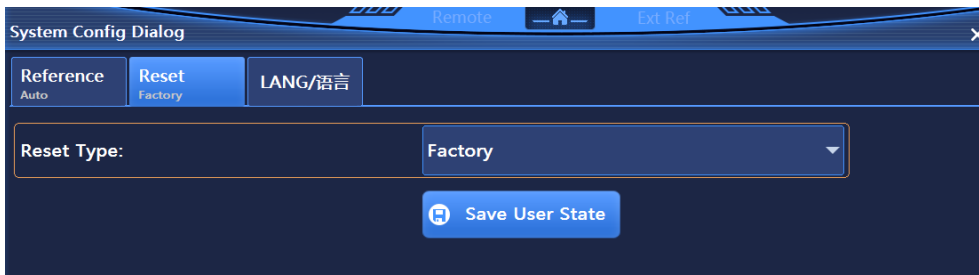 Remote Ext Ref
System Config Dialog
Reference Reset LANG/语言
Auto Factory
Reset Type: Factory
Save User State